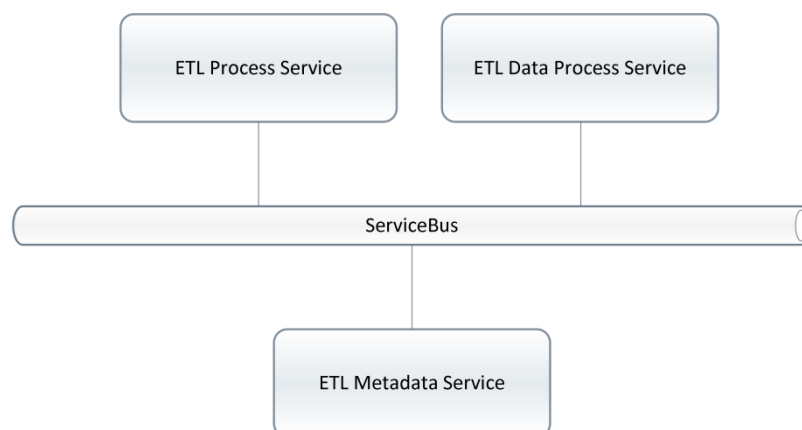 ETL Process Service
ETL Data Process Service
ServiceBus
ETL Metadata Service